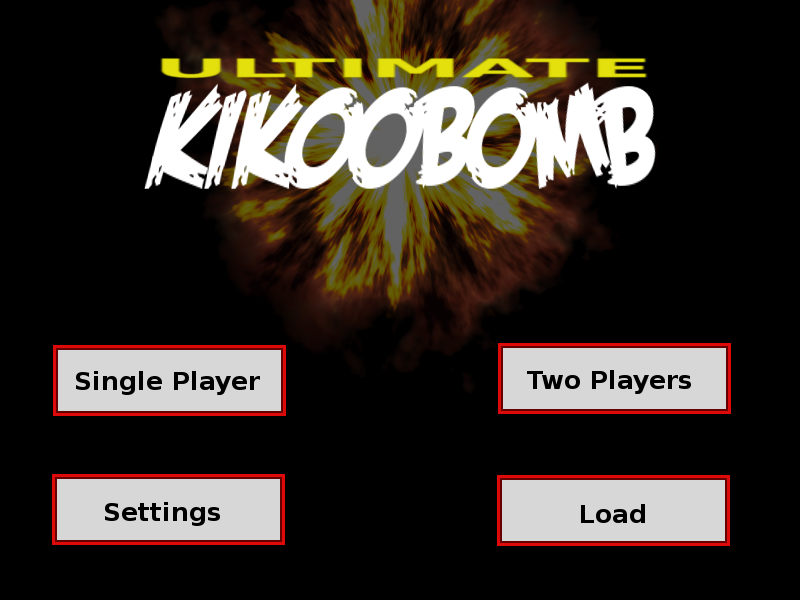 ULTIMATE
KIKOOBOMB
Single Player
Two Players
Settings
Load